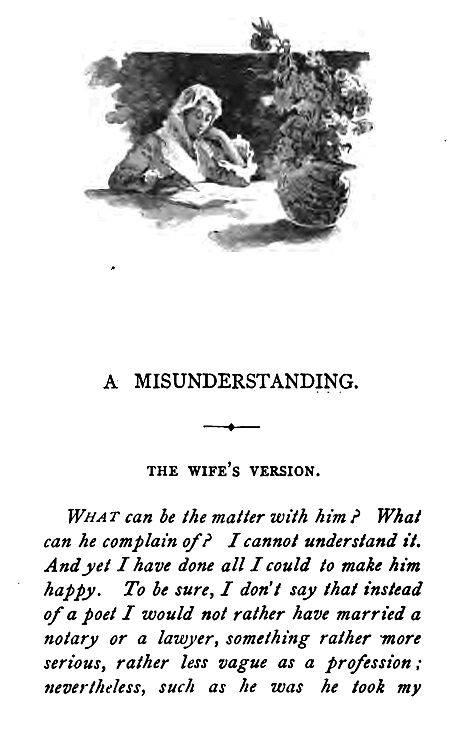 A MISUNDERSTANDING.
THE WIFE'S VERSION.
WHAT can be the matter with him? What
can he complain of? I cannot understand it.
And yet I have done all I could to make him
happy. To be sure, I don't say that instead
of a poet I would not rather have married a
notary or a lawyer, something rather more
serious, rather less vague as a profession;
nevertheless, such as he was he took my